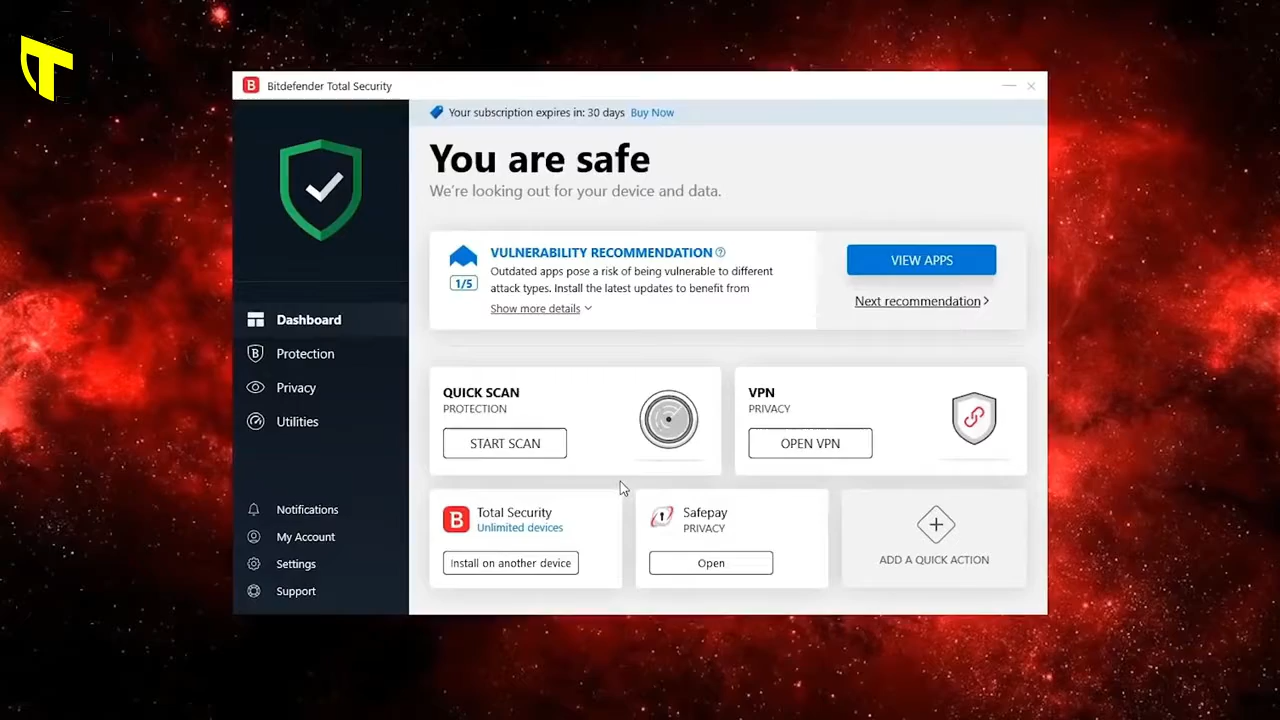 T
B Bitdefender Total Security
Your subscription expires in: 30 days Buy Now
You are safe
We're looking out for your device and data.
VULNERABILITY RECOMMENDATION ?
1/5
Outdated apps pose a risk of being vulnerable to different
attack types. Install the latest updates to benefit from
Show more details
VIEW APPS
Next recommendation
Dashboard
B Protection
Privacy
Utilities
Notifications
My Account
Settings
Support
QUICK SCAN
PROTECTION
START SCAN
VPN
PRIVACY
OPEN VPN
B Total Security
Unlimited devices
Install on another device
Safepay
PRIVACY
Open
ADD A QUICK ACTION